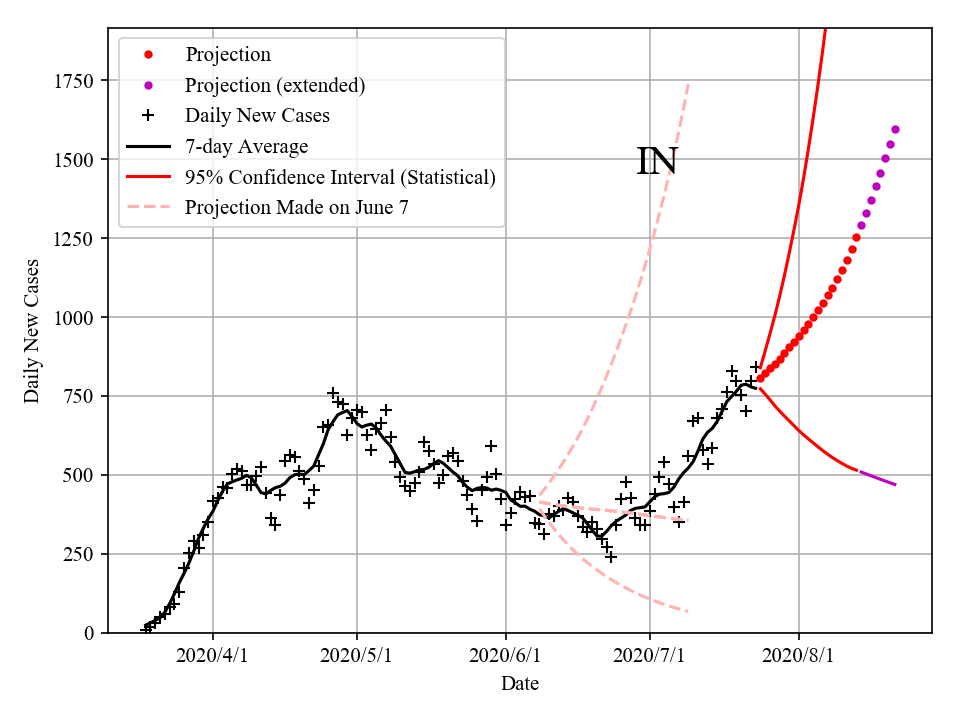 Projection
Projection (extended)
Daily New Cases
7-day Average
95% Confidence Interval (Statistical)
Projection Made on June 7
IN
1750
1500
1250
1000
750
500
250
0
Daily New Cases
2020/4/1
2020/5/1
2020/6/1
2020/7/1
2020/8/1
Date